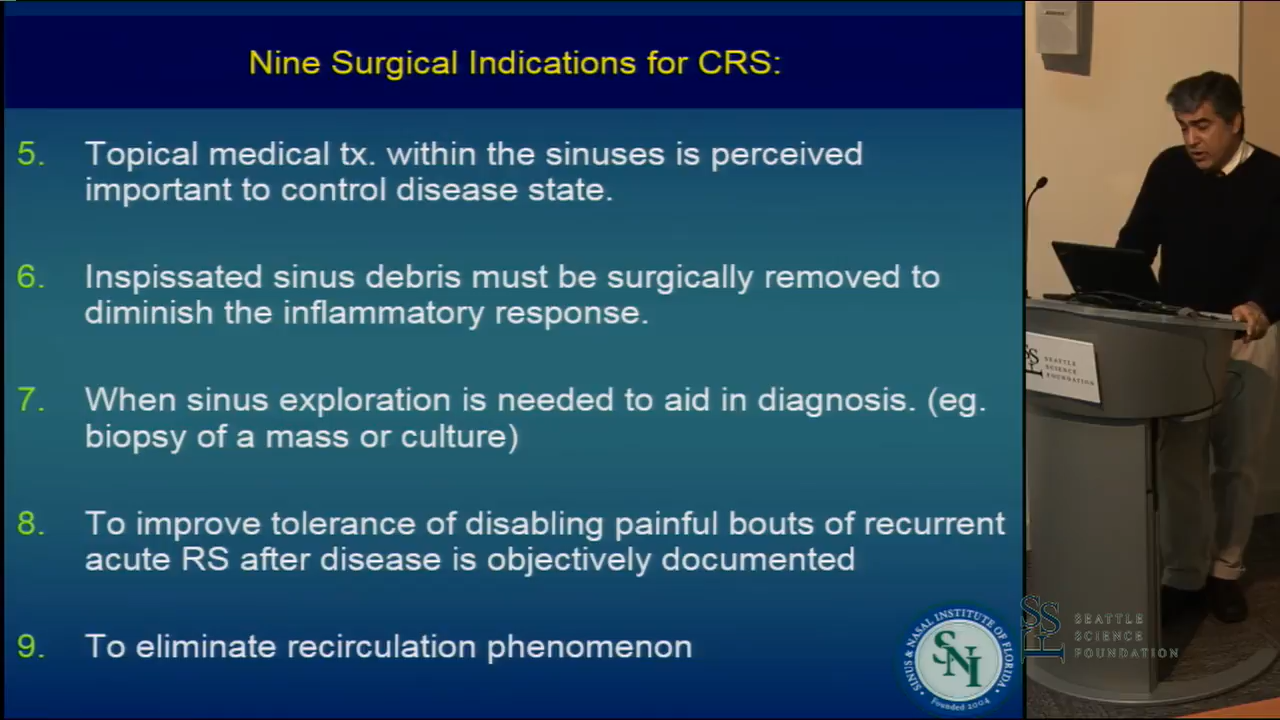 Nine Surgical Indications for CRS:
5. Topical medical tx. within the sinuses is perceived
important to control disease state.
6. Inspissated sinus debris must be surgically removed to
diminish the inflammatory response.
7. When sinus exploration is needed to aid in diagnosis. (eg.
biopsy of a mass or culture)
8. To improve tolerance of disabling painful bouts of recurrent
acute RS after disease is objectively documented
9. To eliminate recirculation phenomenon
SINUS & NASAL INSTITUTE OF FLORIDA
SNI
Founded 2004
SEATTLE
SCIENCE
FOUNDATION
SSF
SEATTLE
SCIENCE
FOUNDATION